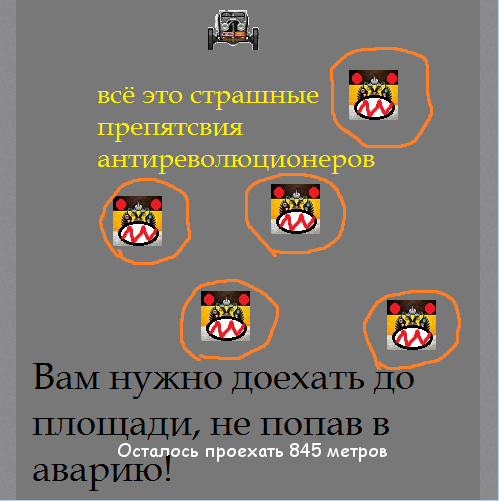 всё это страшные
препятсвия
антиреволюционеров
Вам нужно доехать до
площади, не попав в
Осталось проехать 845 метров
аварию!